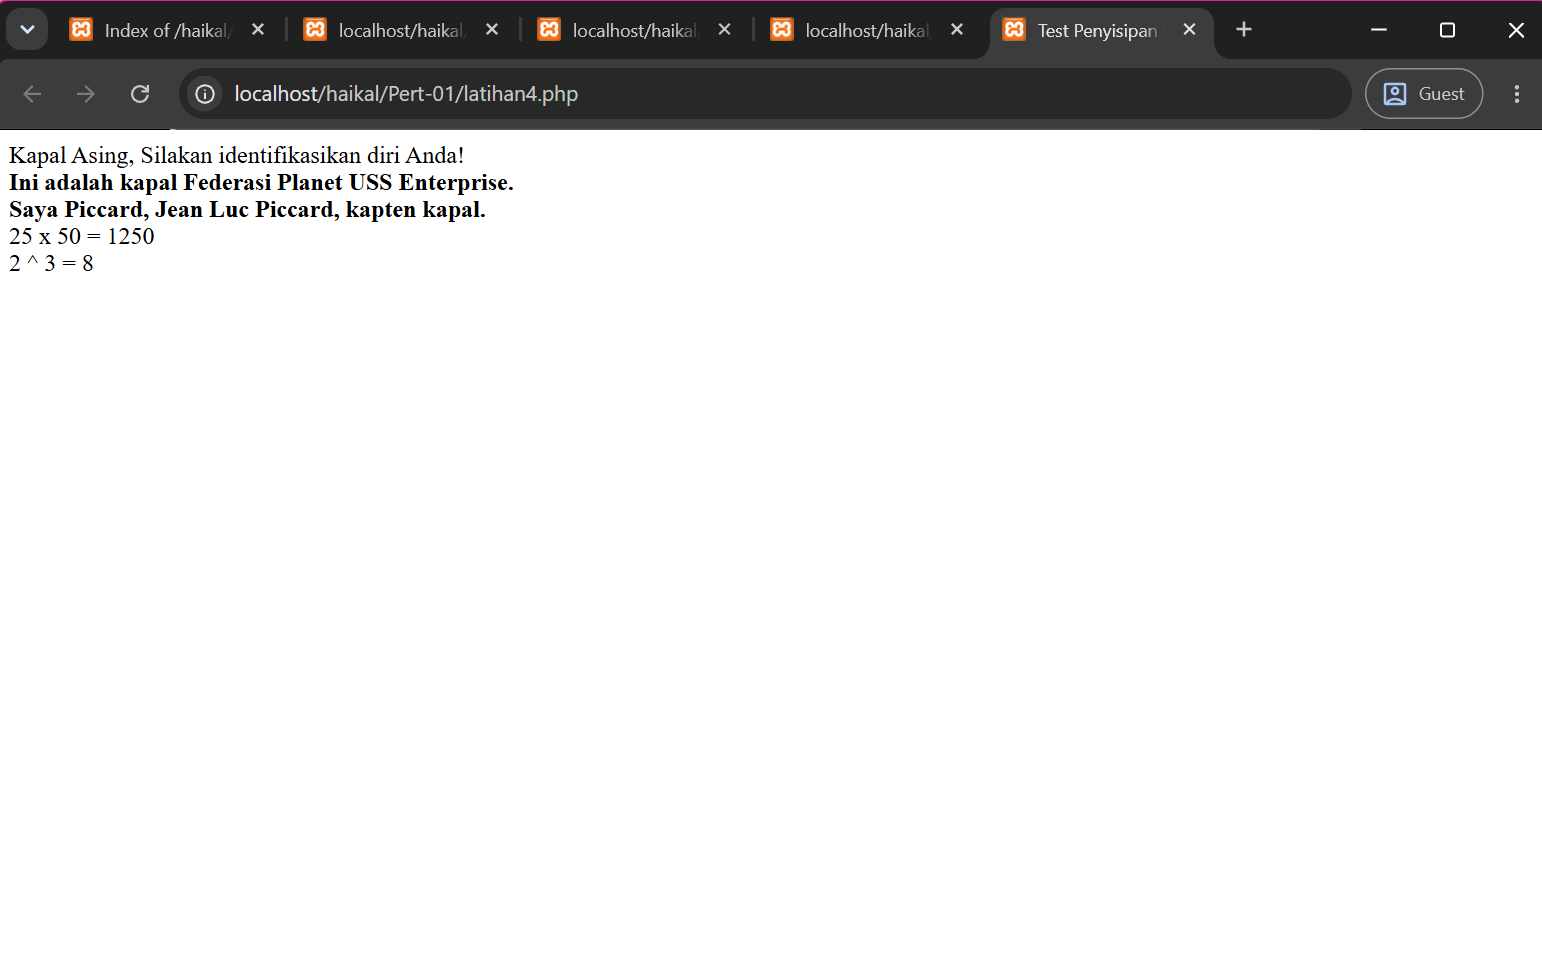 Index of /haikal/
localhost/haikal/
localhost/haikal
localhost/haikal/
Test Penyisipan
localhost/haikal/Pert-01/latihan4.php
Guest
Kapal Asing, Silakan identifikasikan diri Anda!
Ini adalah kapal Federasi Planet USS Enterprise.
Saya Piccard, Jean Luc Piccard, kapten kapal.
25 x 50 = 1250
2 ^ 3 = 8